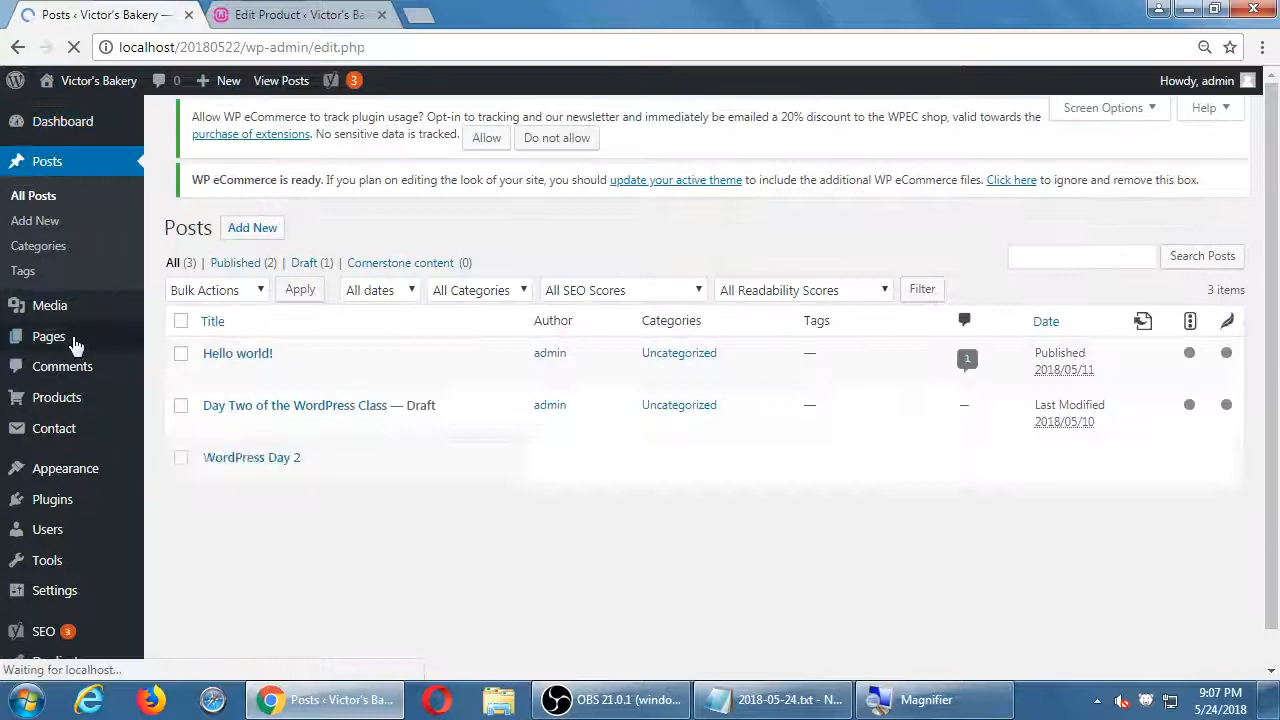 Posts ‹ Victor's Bakery —
Edit Product ‹ Victor's Ba
localhost/20180522/wp-admin/edit.php
Victor's Bakery
0
New
View Posts
3
Howdy, admin
Dashboard
Posts
All Posts
Add New
Categories
Tags
Media
Pages
Comments
Products
Contact
Appearance
Plugins
Users
Tools
Settings
SEO 3
Screen Options
Help
Allow WP eCommerce to track plugin usage? Opt-in to tracking and our newsletter and immediately be emailed a 20% discount to the WPEC shop, valid towards the
purchase of extensions. No sensitive data is tracked. Allow Do not allow
WP eCommerce is ready. If you plan on editing the look of your site, you should update your active theme to include the additional WP eCommerce files. Click here to ignore and remove this box.
Posts Add New
All (3) | Published (2) | Draft (1) | Cornerstone content (0)
Search Posts
Bulk Actions Apply All dates All Categories All SEO Scores All Readability Scores Filter
3 items
Title Author Categories Tags Date
Hello world! admin Uncategorized — 1 Published
2018/05/11
Day Two of the WordPress Class — Draft admin Uncategorized — — Last Modified
2018/05/10
WordPress Day 2
Waiting for localhost...
Posts ‹ Victor's Ba...
OBS 21.0.1 (windo...
2018-05-24.txt - N...
Magnifier
9:07 PM
5/24/2018